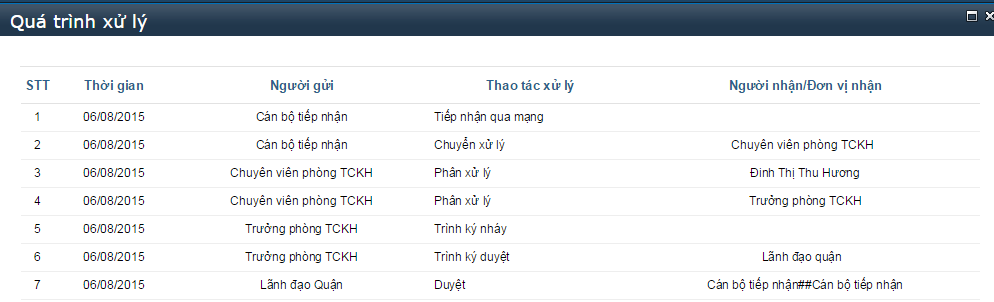 Quá trình xử lý
STT Thời gian Người gửi Thao tác xử lý Người nhận/Đơn vị nhận
1 06/08/2015 Cán bộ tiếp nhận Tiếp nhận qua mạng
2 06/08/2015 Cán bộ tiếp nhận Chuyển xử lý Chuyên viên phòng TCKH
3 06/08/2015 Chuyên viên phòng TCKH Phân xử lý Đinh Thị Thu Hương
4 06/08/2015 Chuyên viên phòng TCKH Phân xử lý Trưởng phòng TCKH
5 06/08/2015 Trưởng phòng TCKH Trình ký nháy
6 06/08/2015 Trưởng phòng TCKH Trình ký duyệt Lãnh đạo quận
7 06/08/2015 Lãnh đạo Quận Duyệt Cán bộ tiếp nhận##Cán bộ tiếp nhận